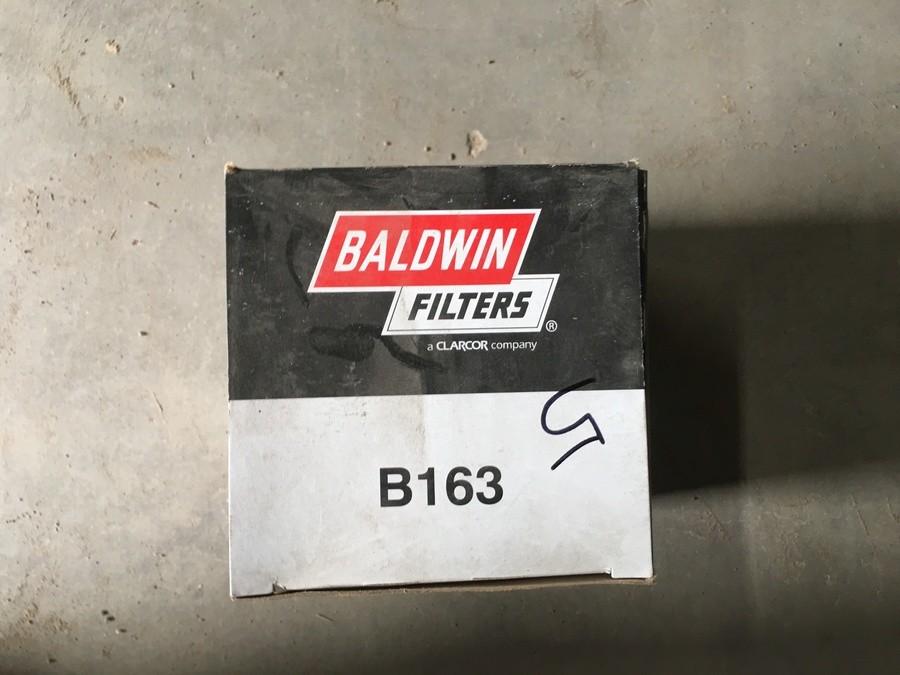 BALDWIN
FILTERS®
a CLARCOR company
B163